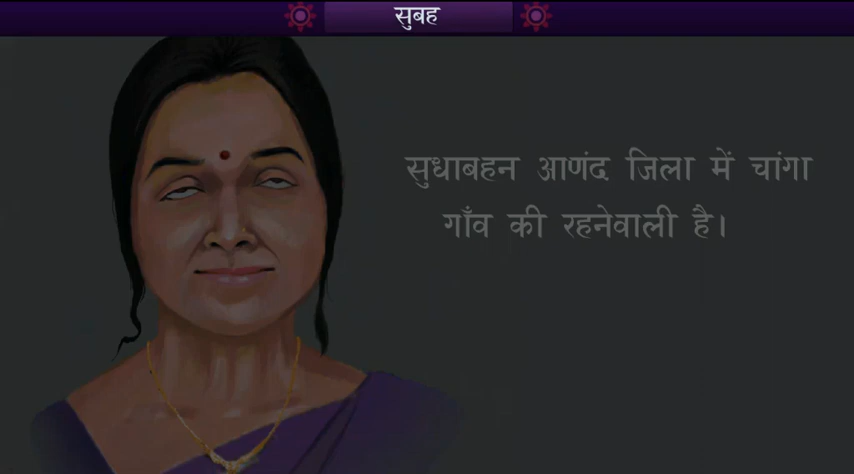 सुबह
सुधाबहन आणंद जिला में चांगा
गाँव की रहनेवाली है।